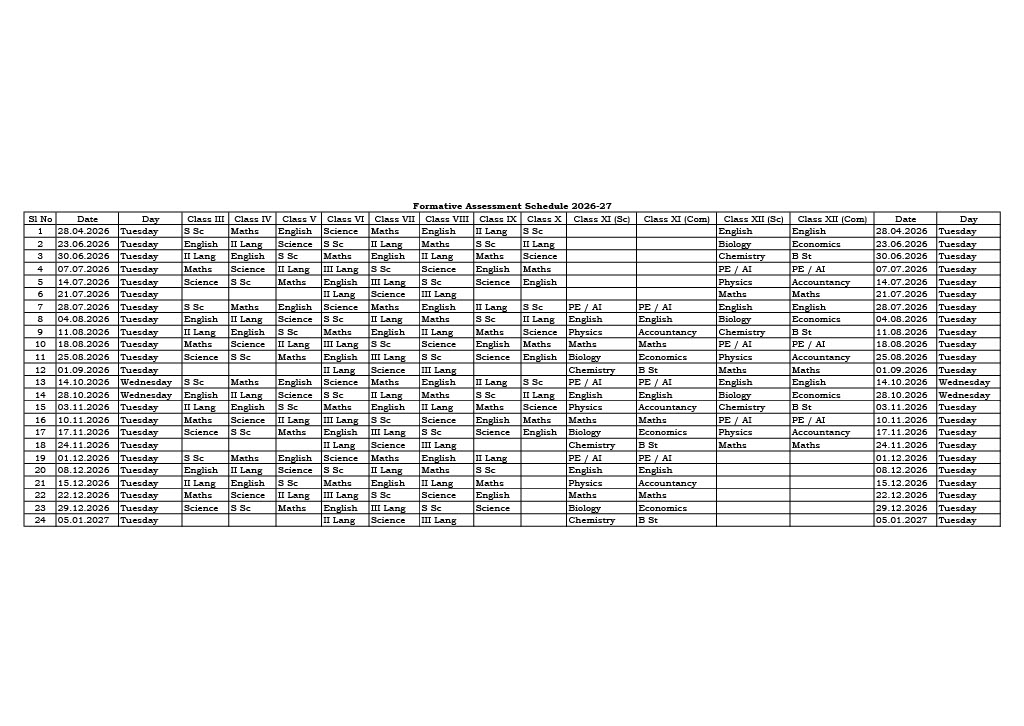 Formative Assessment Schedule 2026-27
Sl No Date Day Class III Class IV Class V Class VI Class VII Class VIII Class IX Class X Class XI (Sc) Class XI (Com) Class XII (Sc) Class XII (Com) Date Day
1 28.04.2026 Tuesday S Sc Maths English Science Maths English II Lang S Sc English English 28.04.2026 Tuesday
2 23.06.2026 Tuesday English II Lang Science S Sc II Lang Maths S Sc II Lang Biology Economics 23.06.2026 Tuesday
3 30.06.2026 Tuesday II Lang English S Sc Maths English II Lang Maths Science Chemistry B St 30.06.2026 Tuesday
4 07.07.2026 Tuesday Maths Science II Lang III Lang S Sc Science English Maths PE / AI PE / AI 07.07.2026 Tuesday
5 14.07.2026 Tuesday Science S Sc Maths English III Lang S Sc Science English Physics Accountancy 14.07.2026 Tuesday
6 21.07.2026 Tuesday II Lang Science III Lang Maths Maths 21.07.2026 Tuesday
7 28.07.2026 Tuesday S Sc Maths English Science Maths English II Lang S Sc PE / AI PE / AI English English 28.07.2026 Tuesday
8 04.08.2026 Tuesday English II Lang Science S Sc II Lang Maths S Sc II Lang English English Biology Economics 04.08.2026 Tuesday
9 11.08.2026 Tuesday II Lang English S Sc Maths English II Lang Maths Science Physics Accountancy Chemistry B St 11.08.2026 Tuesday
10 18.08.2026 Tuesday Maths Science II Lang III Lang S Sc Science English Maths Maths Maths PE / AI PE / AI 18.08.2026 Tuesday
11 25.08.2026 Tuesday Science S Sc Maths English III Lang S Sc Science English Biology Economics Physics Accountancy 25.08.2026 Tuesday
12 01.09.2026 Tuesday II Lang Science III Lang Chemistry B St Maths Maths 01.09.2026 Tuesday
13 14.10.2026 Wednesday S Sc Maths English Science Maths English II Lang S Sc PE / AI PE / AI English English 14.10.2026 Wednesday
14 28.10.2026 Wednesday English II Lang Science S Sc II Lang Maths S Sc II Lang English English Biology Economics 28.10.2026 Wednesday
15 03.11.2026 Tuesday II Lang English S Sc Maths English II Lang Maths Science Physics Accountancy Chemistry B St 03.11.2026 Tuesday
16 10.11.2026 Tuesday Maths Science II Lang III Lang S Sc Science English Maths Maths Maths PE / AI PE / AI 10.11.2026 Tuesday
17 17.11.2026 Tuesday Science S Sc Maths English III Lang S Sc Science English Biology Economics Physics Accountancy 17.11.2026 Tuesday
18 24.11.2026 Tuesday II Lang Science III Lang Chemistry B St Maths Maths 24.11.2026 Tuesday
19 01.12.2026 Tuesday S Sc Maths English Science Maths English II Lang PE / AI PE / AI 01.12.2026 Tuesday
20 08.12.2026 Tuesday English II Lang Science S Sc II Lang Maths S Sc English English 08.12.2026 Tuesday
21 15.12.2026 Tuesday II Lang English S Sc Maths English II Lang Maths Physics Accountancy 15.12.2026 Tuesday
22 22.12.2026 Tuesday Maths Science II Lang III Lang S Sc Science English Maths Maths 22.12.2026 Tuesday
23 29.12.2026 Tuesday Science S Sc Maths English III Lang S Sc Science Biology Economics 29.12.2026 Tuesday
24 05.01.2027 Tuesday II Lang Science III Lang Chemistry B St 05.01.2027 Tuesday